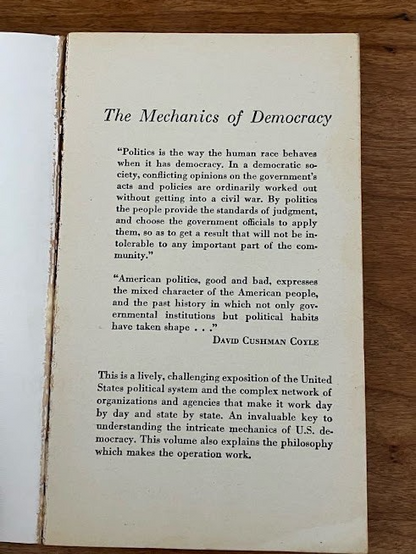 The Mechanics of Democracy
"Politics is the way the human race behaves
when it has democracy. In a democratic so-
ciety, conflicting opinions on the government's
acts and policies are ordinarily worked out
without getting into a civil war. By politics
the people provide the standards of judgment,
and choose the government officials to apply
them, so as to get a result that will not be in-
tolerable to any important part of the com-
munity."
"American politics, good and bad, expresses
the mixed character of the American people,
and the past history in which not only gov-
ernmental institutions but political habits
have taken shape . . ."
DAVID CUSHMAN COYLE
This is a lively, challenging exposition of the United
States political system and the complex network of
organizations and agencies that make it work day
by day and state by state. An invaluable key to
understanding the intricate mechanics of U.S. de-
mocracy. This volume also explains the philosophy
which makes the operation work.